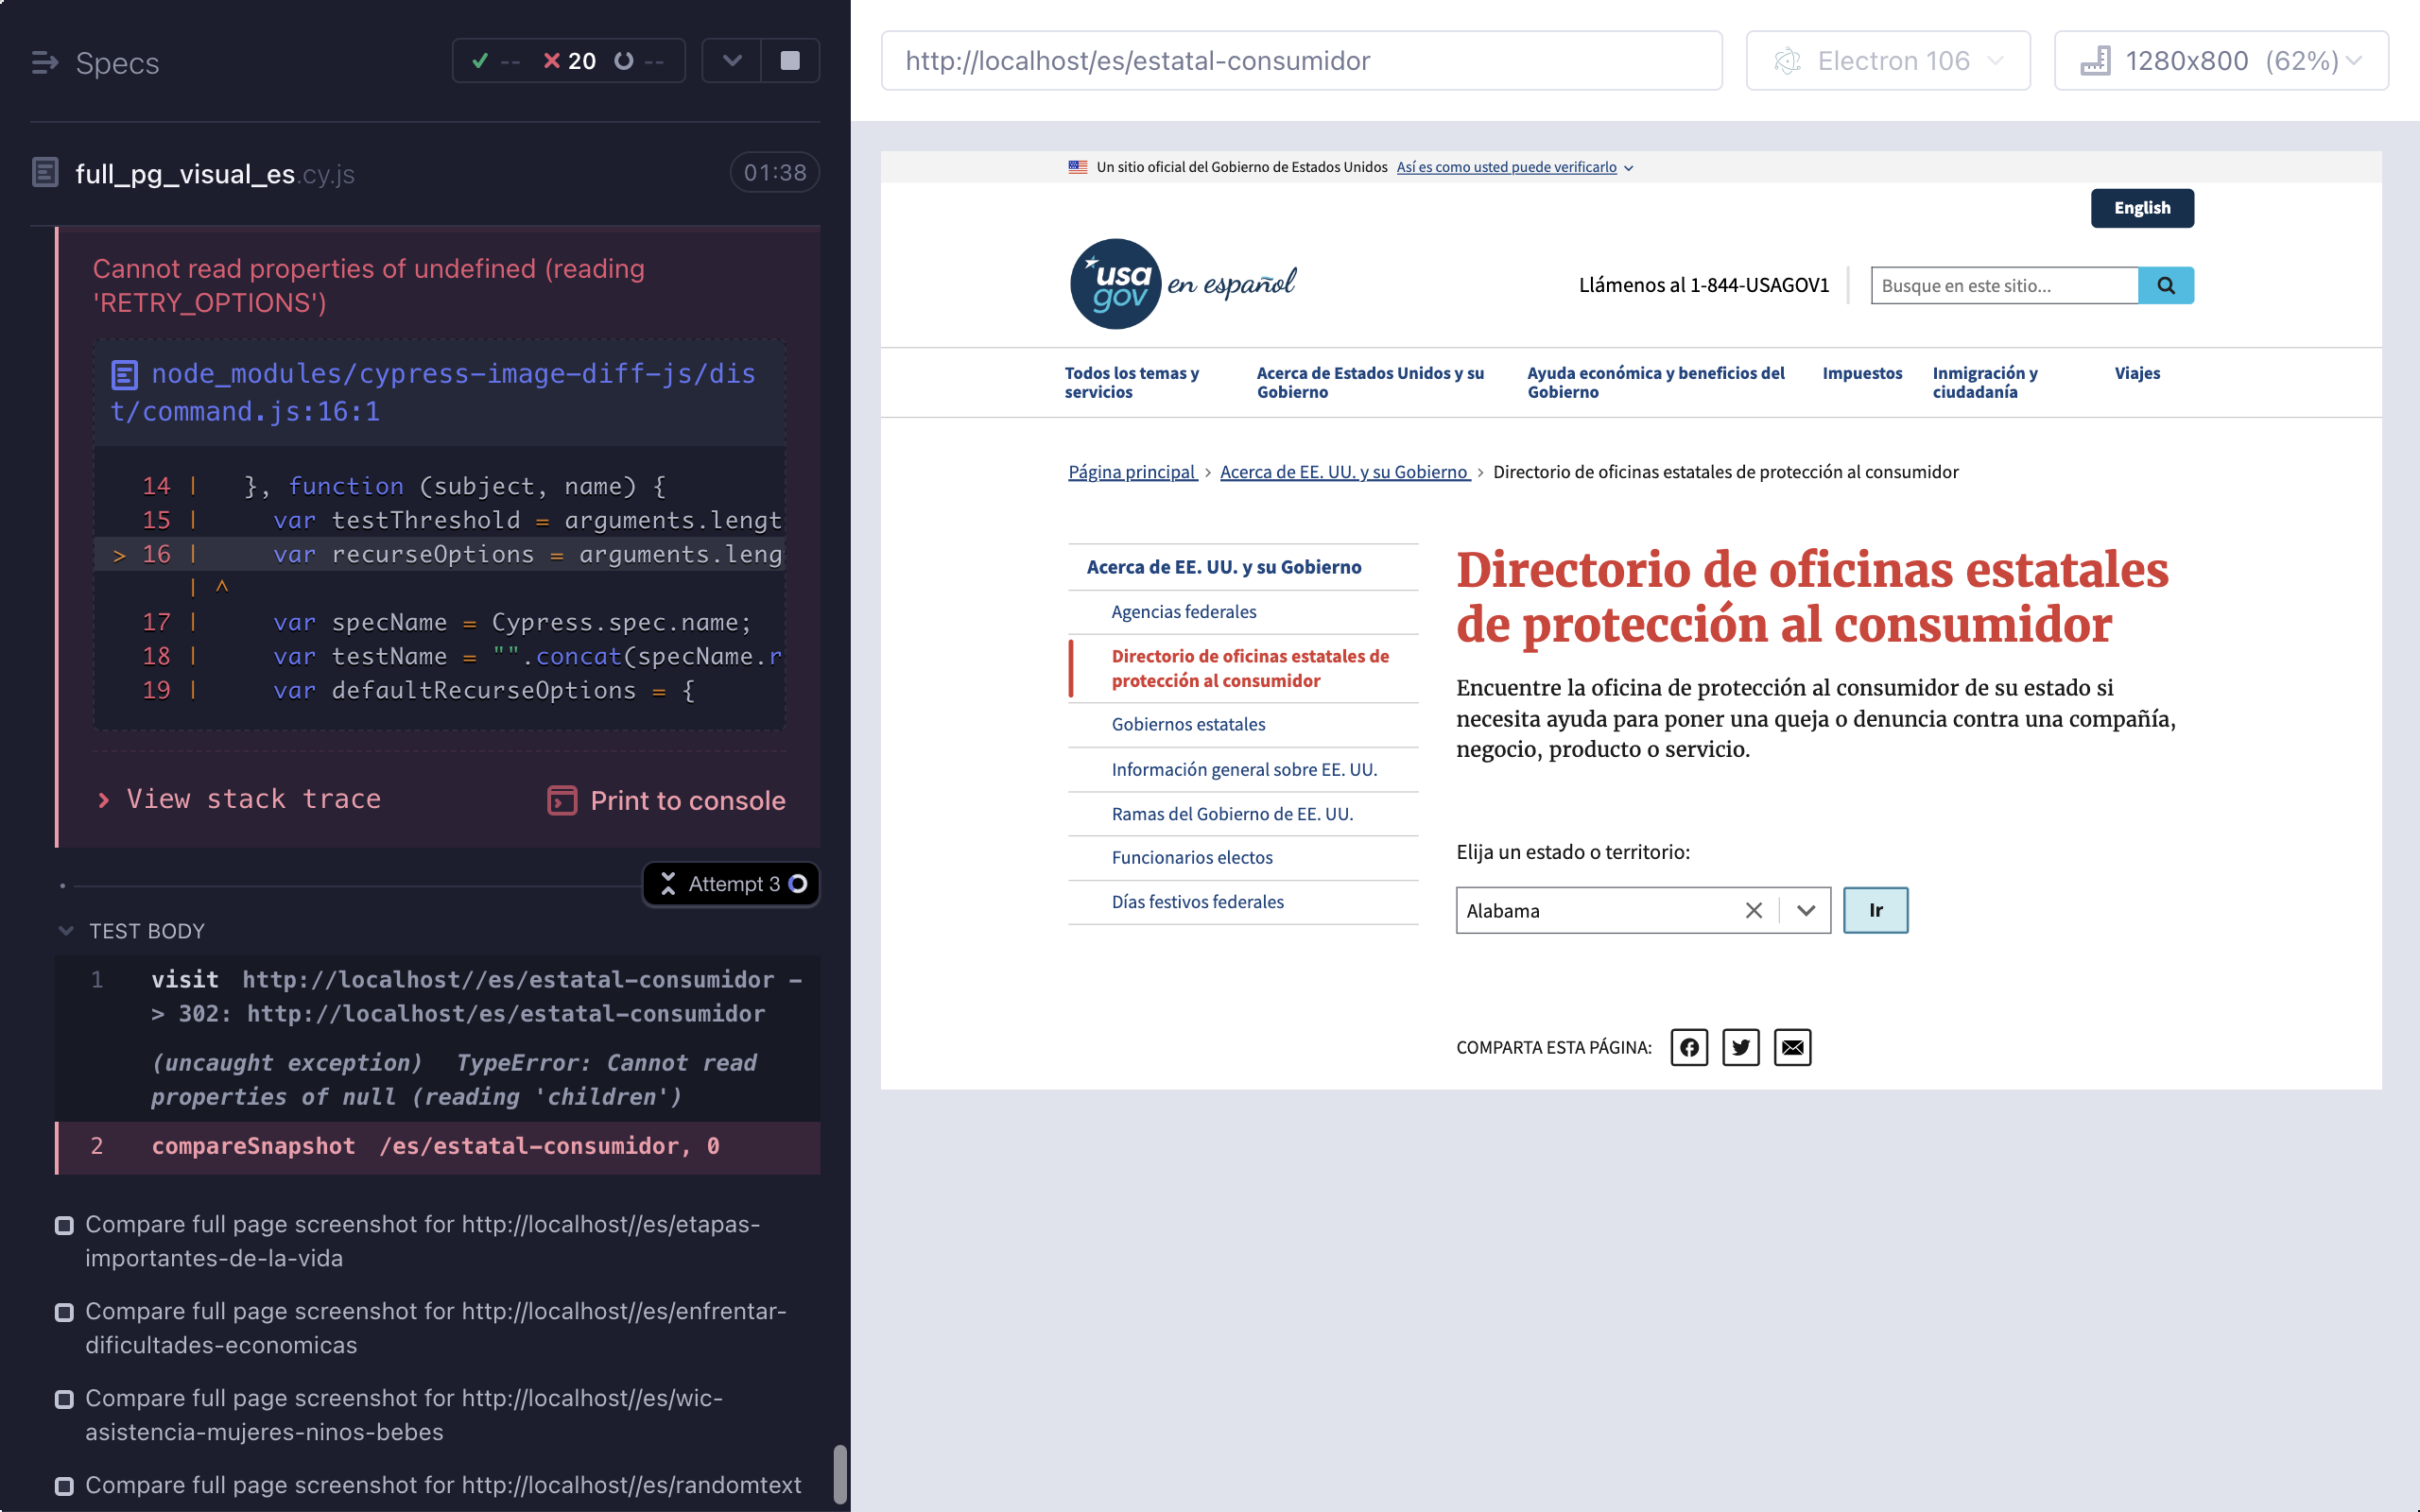 Specs
--
20
--
full_pg_visual_es.cy.js
01:38
Cannot read properties of undefined (reading
'RETRY_OPTIONS')
node_modules/cypress-image-diff-js/dis
t/command.js:16:1
14 |   }, function (subject, name) {
15 |     var testThreshold = arguments.lengt
> 16 |     var recurseOptions = arguments.leng
| ^
17 |     var specName = Cypress.spec.name;
18 |     var testName = "".concat(specName.r
19 |     var defaultRecurseOptions = {
View stack trace
Print to console
Attempt 3
TEST BODY
1 visit http://localhost//es/estatal-consumidor -
> 302: http://localhost/es/estatal-consumidor
(uncaught exception) TypeError: Cannot read
properties of null (reading 'children')
2 compareSnapshot /es/estatal-consumidor, 0
Compare full page screenshot for http://localhost//es/etapas-
importantes-de-la-vida
Compare full page screenshot for http://localhost//es/enfrentar-
dificultades-economicas
Compare full page screenshot for http://localhost//es/wic-
asistencia-mujeres-ninos-bebes
Compare full page screenshot for http://localhost//es/randomtext
http://localhost/es/estatal-consumidor
Electron 106
1280x800 (62%)
Un sitio oficial del Gobierno de Estados Unidos Así es como usted puede verificarlo
English
usa
gov
en español
Llámenos al 1-844-USAGOV1
Busque en este sitio...
Todos los temas y
servicios
Acerca de Estados Unidos y su
Gobierno
Ayuda económica y beneficios del
Gobierno
Impuestos
Inmigración y
ciudadanía
Viajes
Página principal › Acerca de EE. UU. y su Gobierno › Directorio de oficinas estatales de protección al consumidor
Acerca de EE. UU. y su Gobierno
Agencias federales
Directorio de oficinas estatales de
protección al consumidor
Gobiernos estatales
Información general sobre EE. UU.
Ramas del Gobierno de EE. UU.
Funcionarios electos
Días festivos federales
Directorio de oficinas estatales
de protección al consumidor
Encuentre la oficina de protección al consumidor de su estado si
necesita ayuda para poner una queja o denuncia contra una compañía,
negocio, producto o servicio.
Elija un estado o territorio:
Alabama
Ir
COMPARTA ESTA PÁGINA: